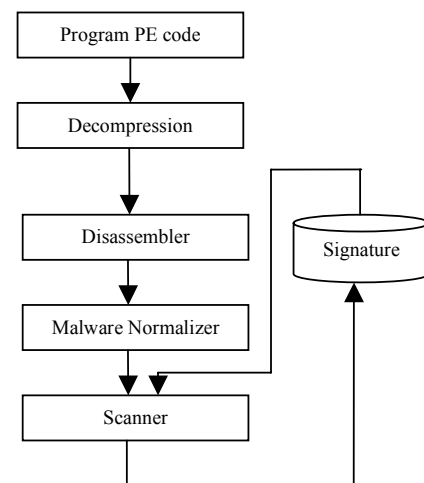 Program PE code
Decompression
Disassembler
Signature
Malware Normalizer
Scanner